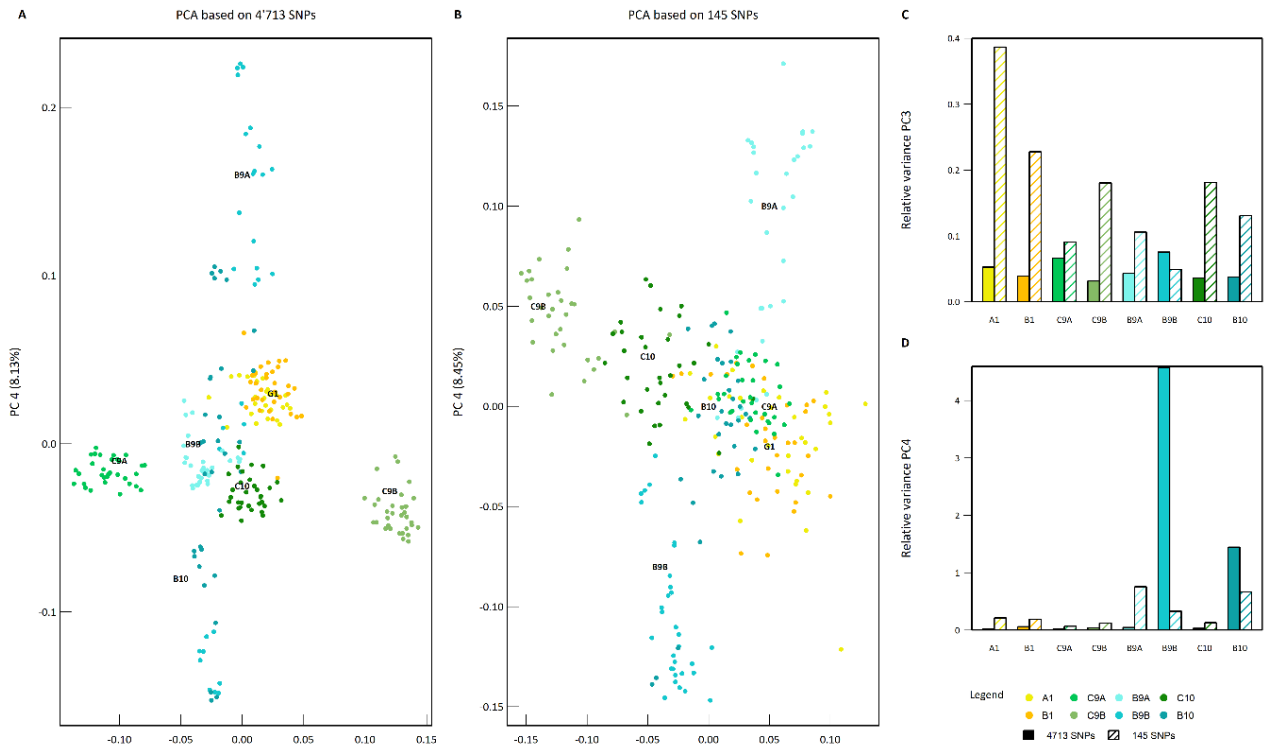 A
PCA based on 4'713 SNPs
PC 4 (8.13%)
0.2
0.1
0.0
-0.1
B9A
G1
B9B
C9A
C10
C9B
B10
-0.10
-0.05
0.00
0.05
0.10
0.15
B
PCA based on 145 SNPs
PC 4 (8.45%)
0.15
0.10
0.05
0.00
-0.05
-0.10
-0.15
B9A
C9B
C10
B10
C9A
G1
B9B
-0.15
-0.10
-0.05
0.00
0.05
0.10
C
Relative variance PC3
0.4
0.3
0.2
0.1
0.0
A1 B1 C9A C9B B9A B9B C10 B10
D
Relative variance PC4
4
3
2
1
0
A1 B1 C9A C9B B9A B9B C10 B10
Legend
A1 C9A B9A C10
B1 C9B B9B B10
4713 SNPs 145 SNPs